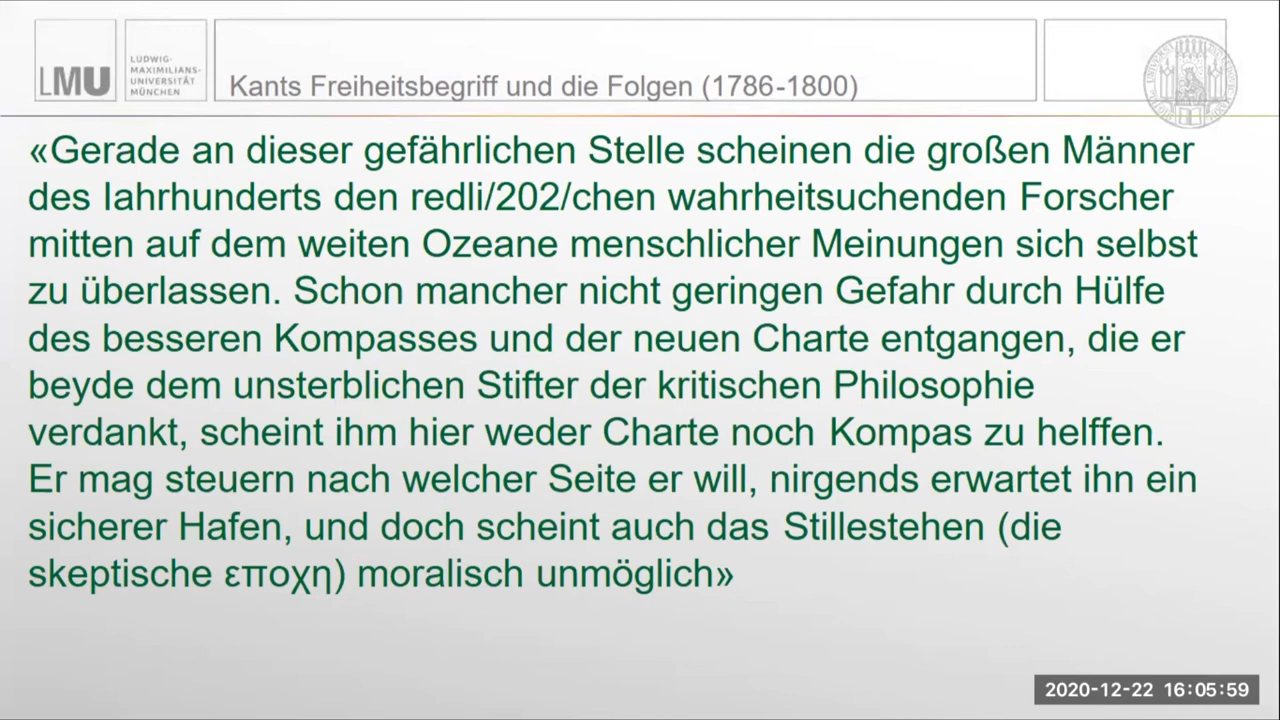 LMU
LUDWIG-
MAXIMILIANS-
UNIVERSITÄT
MÜNCHEN
Kants Freiheitsbegriff und die Folgen (1786-1800)
«Gerade an dieser gefährlichen Stelle scheinen die großen Männer
des Iahrhunderts den redli/202/chen wahrheitsuchenden Forscher
mitten auf dem weiten Ozeane menschlicher Meinungen sich selbst
zu überlassen. Schon mancher nicht geringen Gefahr durch Hülfe
des besseren Kompasses und der neuen Charte entgangen, die er
beyde dem unsterblichen Stifter der kritischen Philosophie
verdankt, scheint ihm hier weder Charte noch Kompas zu helffen.
Er mag steuern nach welcher Seite er will, nirgends erwartet ihn ein
sicherer Hafen, und doch scheint auch das Stillestehen (die
skeptische εποχη) moralisch unmöglich»
2020-12-22 16:05:59